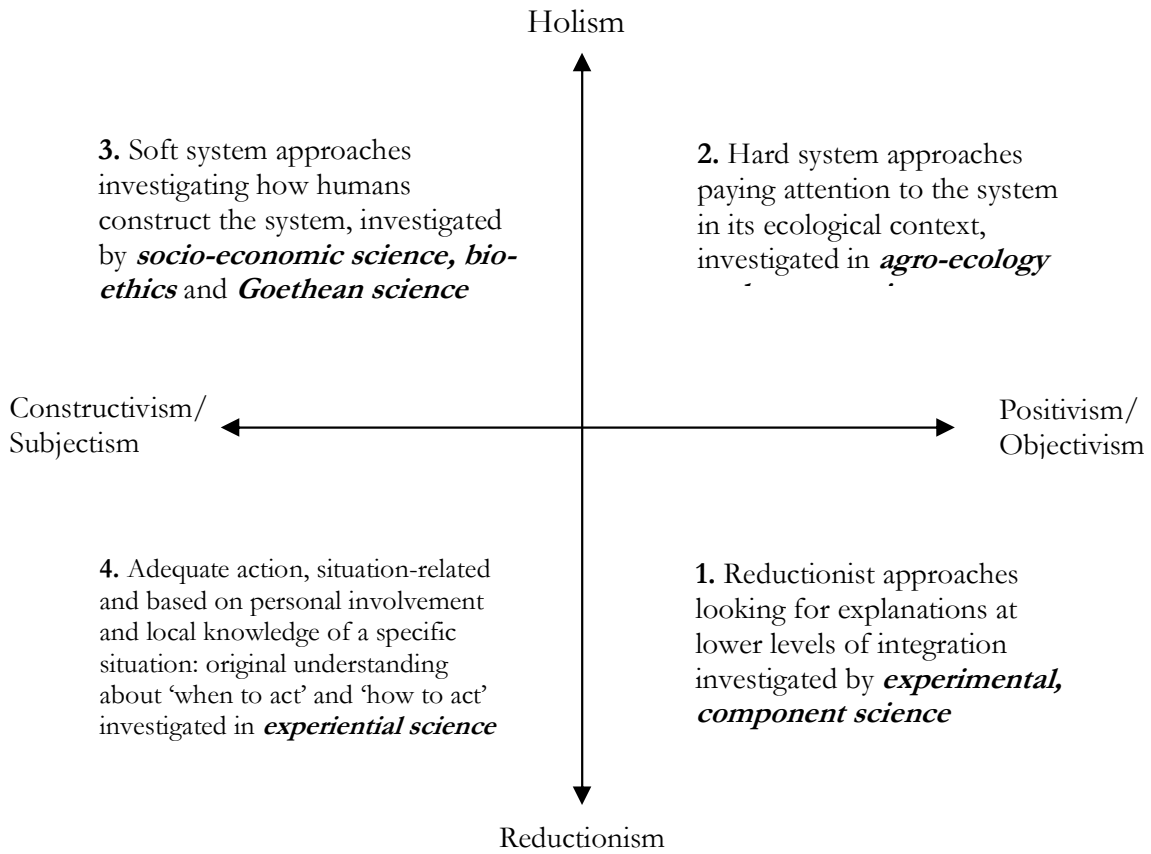 Holism
3. Soft system approaches
investigating how humans
construct the system, investigated
by socio-economic science, bio-
ethics and Goethean science
2. Hard system approaches
paying attention to the system
in its ecological context,
investigated in agro-ecology
Constructivism/
Subjectism
Positivism/
Objectivism
4. Adequate action, situation-related
and based on personal involvement
and local knowledge of a specific
situation: original understanding
about ‘when to act’ and ‘how to act’
investigated in experiential science
1. Reductionist approaches
looking for explanations at
lower levels of integration
investigated by experimental,
component science
Reductionism